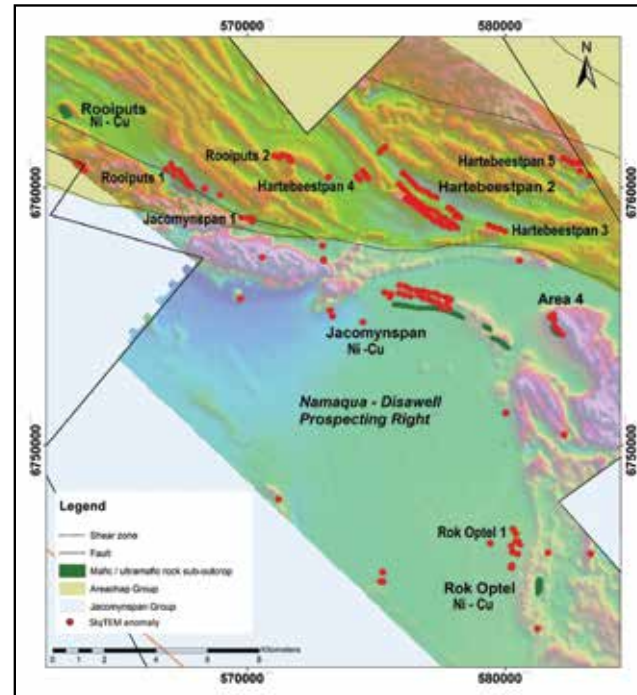 570000
580000
N
Rooiputs
Ni - Cu
Rooiputs 2
Hartebeestpan 5
Rooiputs 1
Hartebeestpan 4
Hartebeestpan 2
6760000
6760000
Jacomynspan 1
Hartebeestpan 3
Area 4
Jacomynspan
Ni -Cu
Namaqua - Disawell
Prospecting Right
6750000
6750000
Legend
Shear zone
Fault
Mafic / ultramafic rock sub-outcrop
Areachap Group
Jacomynspan Group
SkyTEM anomaly
Rok Optel 1
Rok Optel
Ni - Cu
0
2
4
6
8
Kilometers
570000
580000